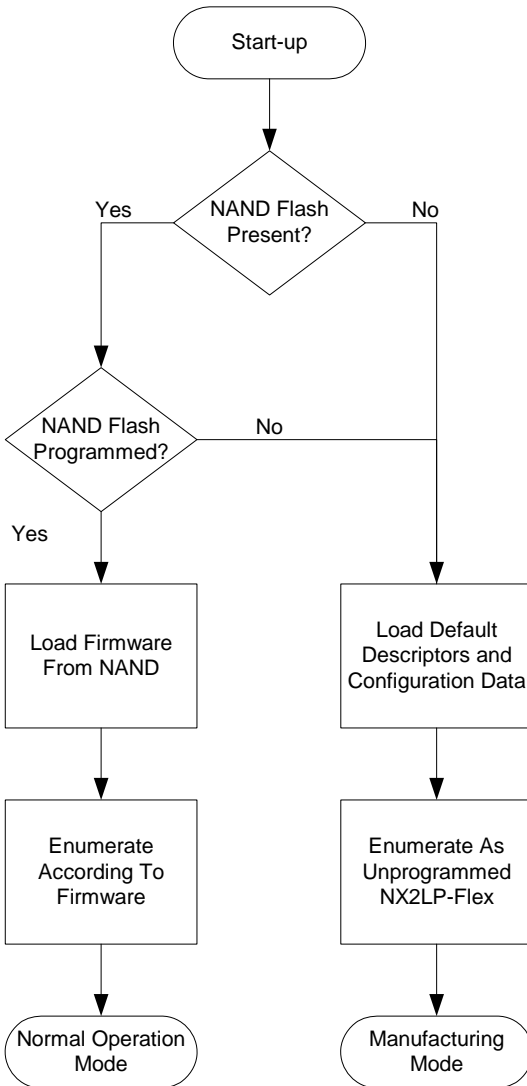 Start-up
NAND Flash
Present?
Yes
No
NAND Flash
Programmed?
No
Yes
Load Firmware
From NAND
Load Default
Descriptors and
Configuration Data
Enumerate
According To
Firmware
Enumerate As
Unprogrammed
NX2LP-Flex
Normal Operation
Mode
Manufacturing
Mode